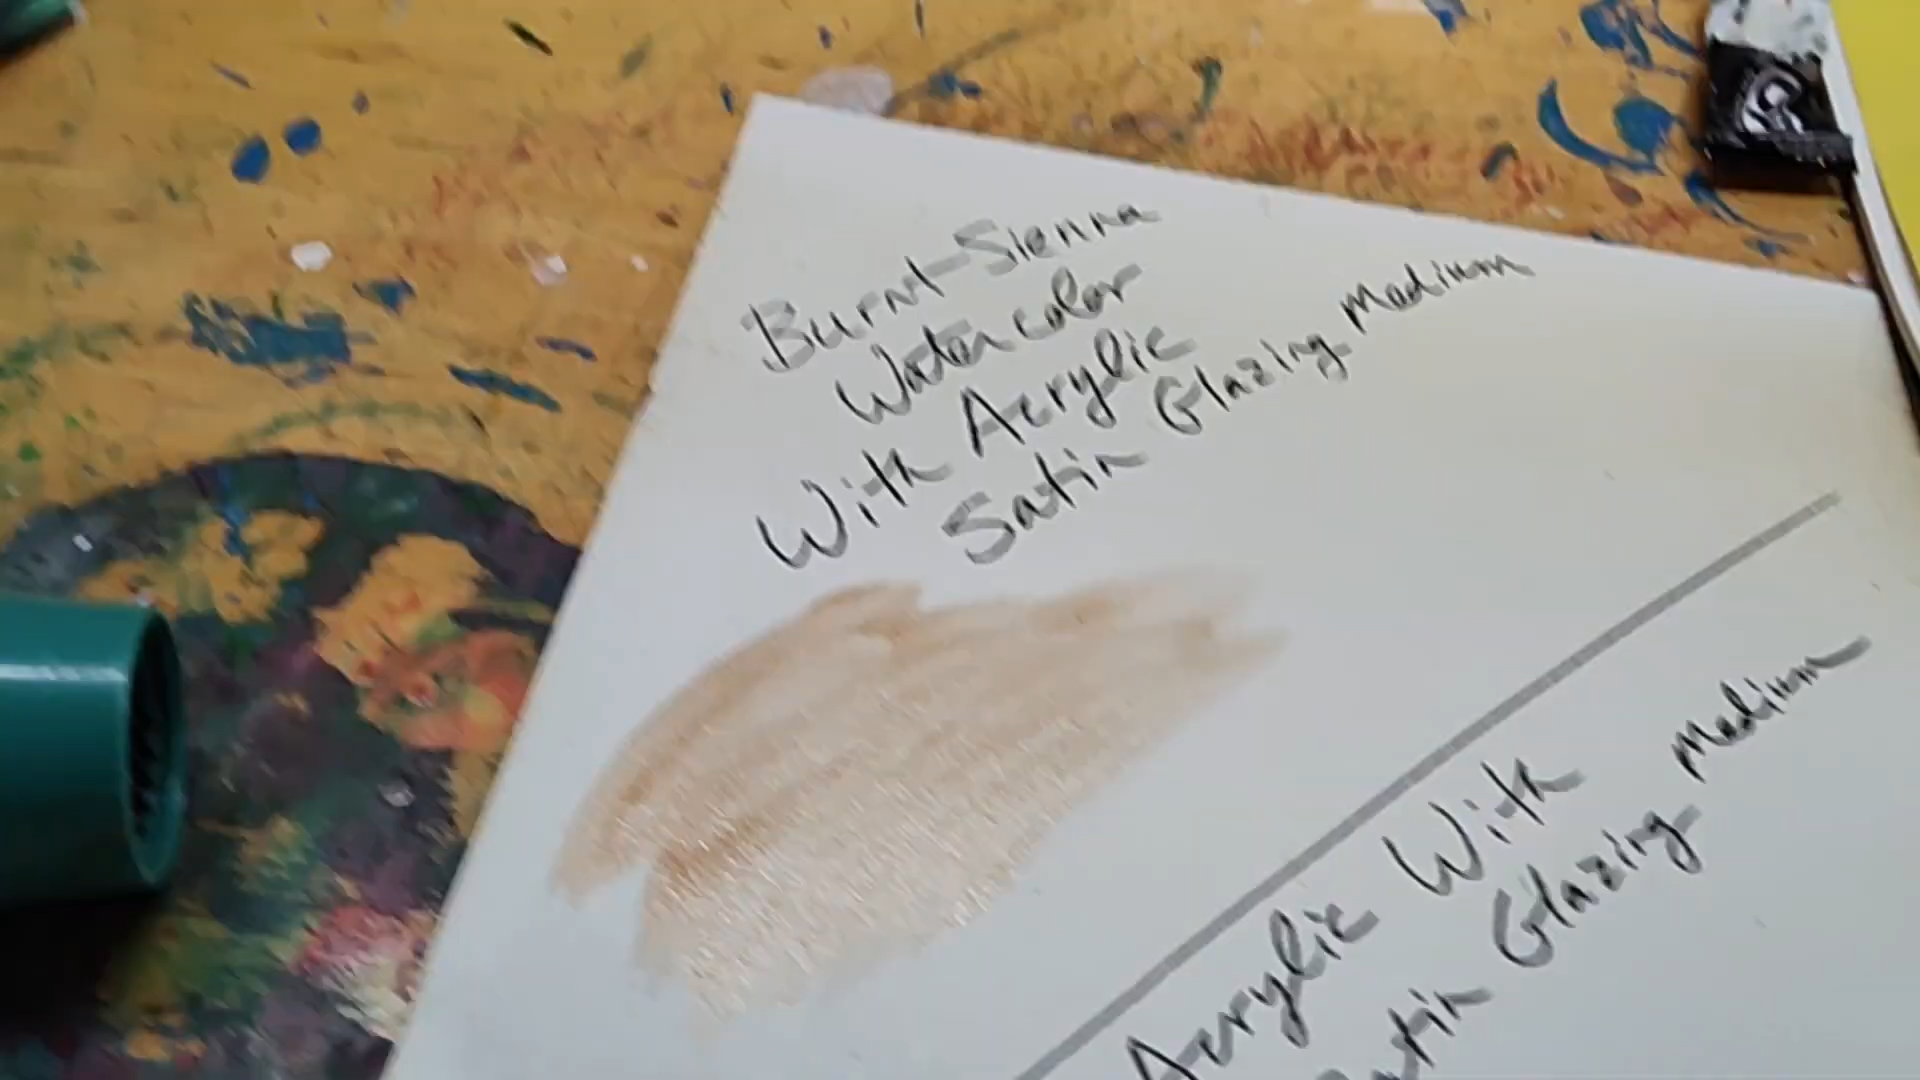 Burnt Sienna
Watercolor
With Acrylic
Satin Glazing Medium
Acrylic With
Glazing Medium